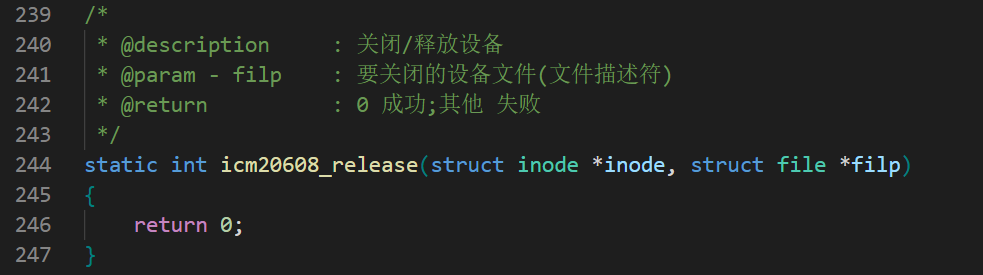 239 /*
240  * @description     : 关闭/释放设备
241  * @param - filp    : 要关闭的设备文件(文件描述符)
242  * @return          : 0 成功;其他 失败
243  */
244 static int icm20608_release(struct inode *inode, struct file *filp)
245 {
246     return 0;
247 }